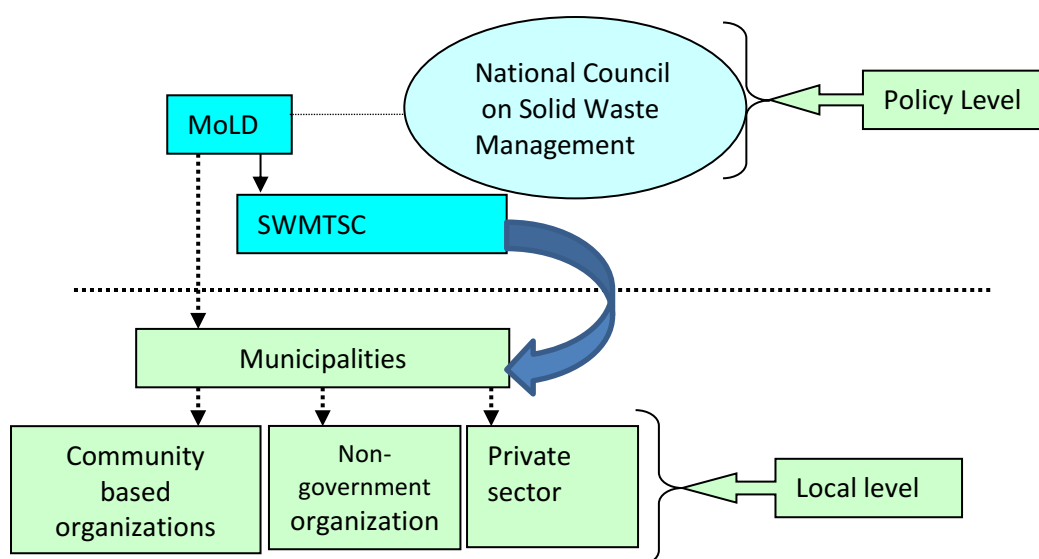 National Council
on Solid Waste
Management
Policy Level
MoLD
SWMTSC
Municipalities
Community
based
organizations
Non-
government
organization
Private
sector
Local level